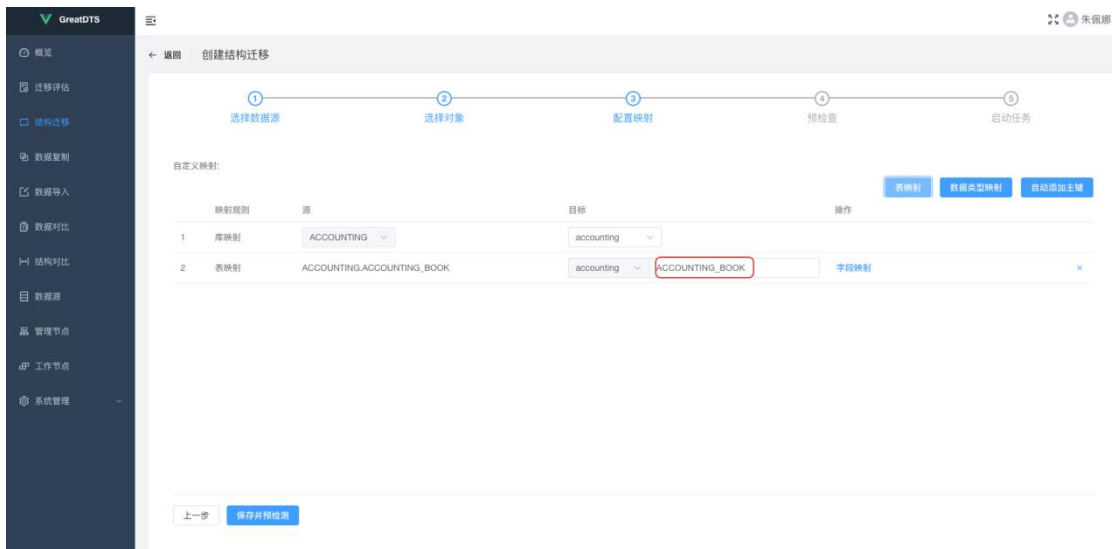 GreatDTS
朱佩娜
概览
← 返回 创建结构迁移
迁移评估
结构迁移
数据复制
数据导入
数据对比
结构对比
数据源
管理节点
工作节点
系统管理
1 2 3 4 5
选择数据源 选择对象 配置映射 预检查 启动任务
自定义映射:
表映射 数据类型映射 自动添加主键
映射规则 源 目标 操作
1 库映射 ACCOUNTING accounting
2 表映射 ACCOUNTING.ACCOUNTING_BOOK accounting ACCOUNTING_BOOK 字段映射 ×
上一步 保存并预检测